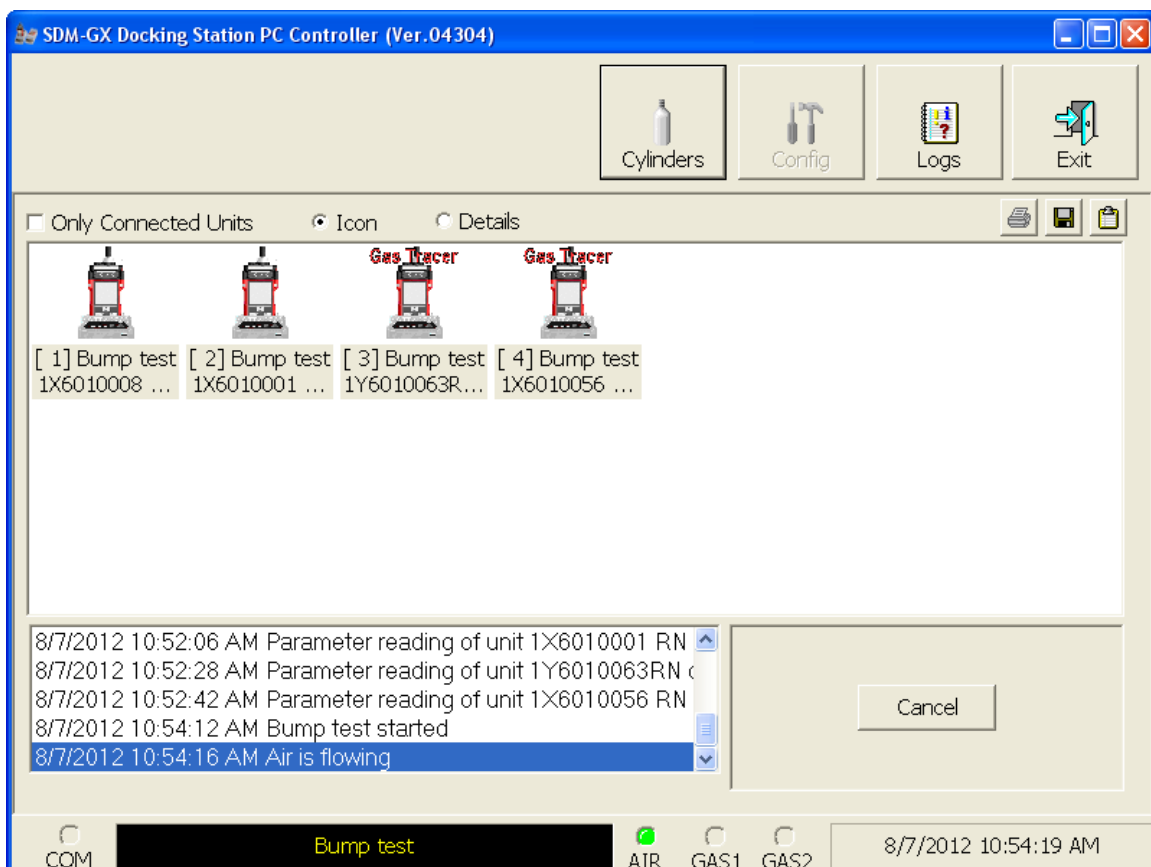 SDM-GX Docking Station PC Controller (Ver.04304)
Cylinders
Config
Logs
Exit
Only Connected Units
Icon
Details
Gas Tracer
Gas Tracer
[ 1] Bump test
1X6010008 ...
[ 2] Bump test
1X6010001 ...
[ 3] Bump test
1Y6010063R...
[ 4] Bump test
1X6010056 ...
8/7/2012 10:52:06 AM Parameter reading of unit 1X6010001 RN
8/7/2012 10:52:28 AM Parameter reading of unit 1Y6010063RN
8/7/2012 10:52:42 AM Parameter reading of unit 1X6010056 RN
8/7/2012 10:54:12 AM Bump test started
8/7/2012 10:54:16 AM Air is flowing
Cancel
COM
Bump test
AIR
GAS1
GAS2
8/7/2012 10:54:19 AM